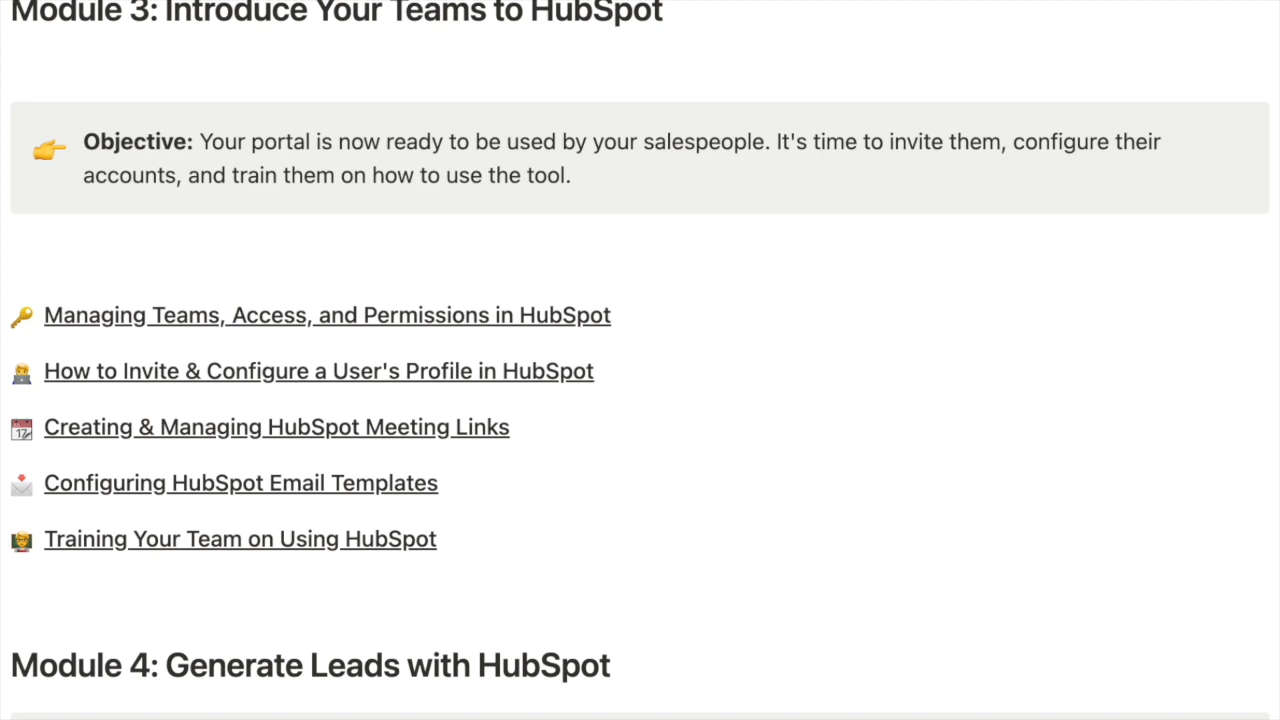 Module 3: Introduce Your Teams to HubSpot
Objective: Your portal is now ready to be used by your salespeople. It's time to invite them, configure their
accounts, and train them on how to use the tool.
Managing Teams, Access, and Permissions in HubSpot
How to Invite & Configure a User's Profile in HubSpot
Creating & Managing HubSpot Meeting Links
Configuring HubSpot Email Templates
Training Your Team on Using HubSpot
Module 4: Generate Leads with HubSpot